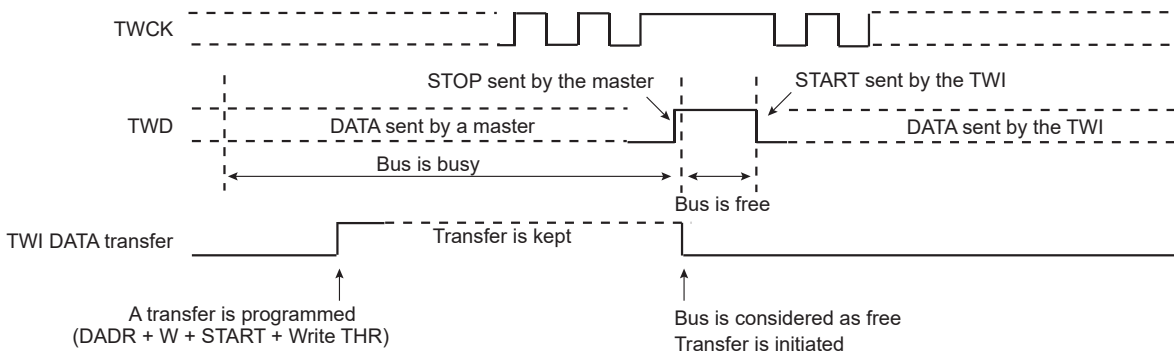 TWCK
STOP sent by the master
START sent by the TWI
TWD
DATA sent by a master
DATA sent by the TWI
Bus is busy
Bus is free
TWI DATA transfer
Transfer is kept
A transfer is programmed
(DADR + W + START + Write THR)
Bus is considered as free
Transfer is initiated